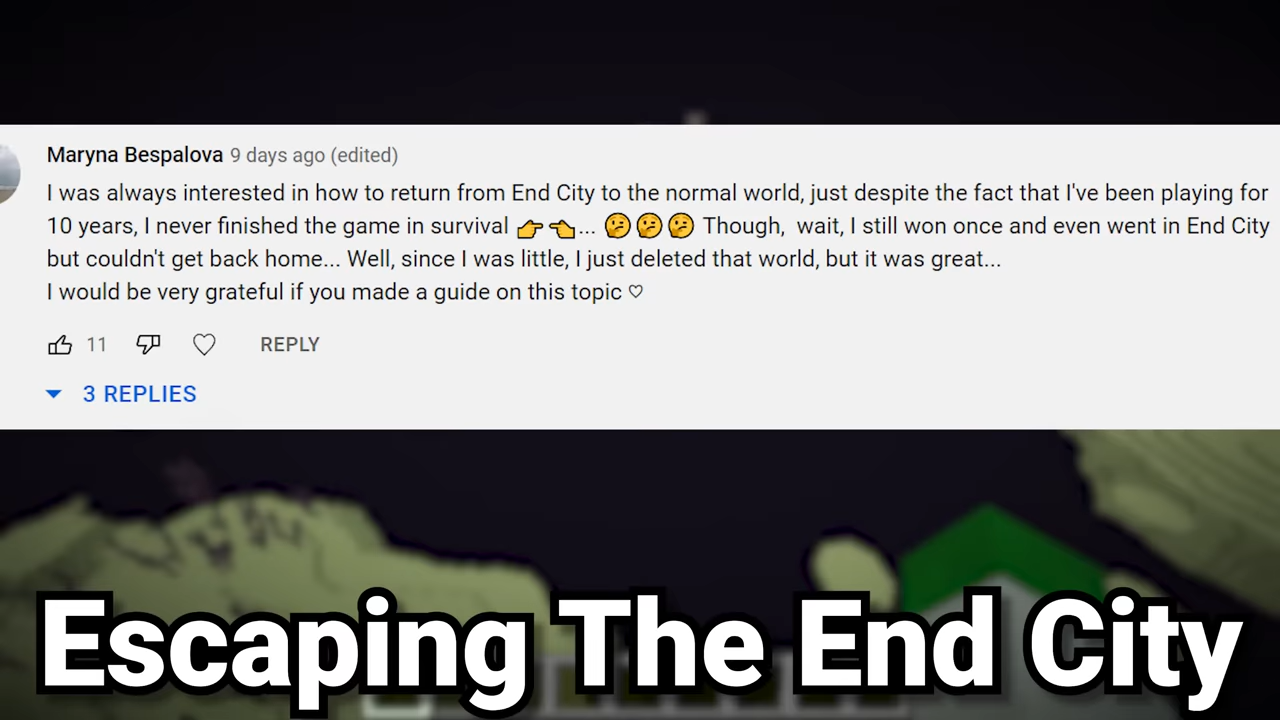 Maryna Bespalova 9 days ago (edited)
I was always interested in how to return from End City to the normal world, just despite the fact that I've been playing for
10 years, I never finished the game in survival 👉👈... 🤔🤔🤔 Though,  wait, I still won once and even went in End City
but couldn't get back home... Well, since I was little, I just deleted that world, but it was great...
I would be very grateful if you made a guide on this topic ♡
11 REPLY
3 REPLIES
Escaping The End City